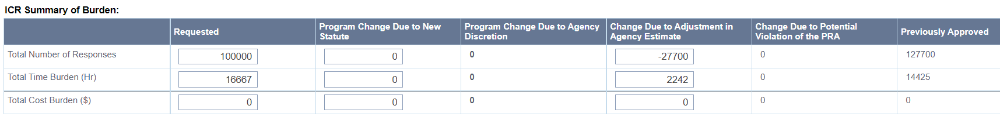 ICR Summary of Burden:
Requested
Program Change Due to New
Statute
Program Change Due to Agency
Discretion
Change Due to Adjustment in
Agency Estimate
Change Due to Potential
Violation of the PRA
Previously Approved
Total Number of Responses 100000 0 0 -27700 0 127700
Total Time Burden (Hr) 16667 0 0 2242 0 14425
Total Cost Burden ($) 0 0 0 0 0 0